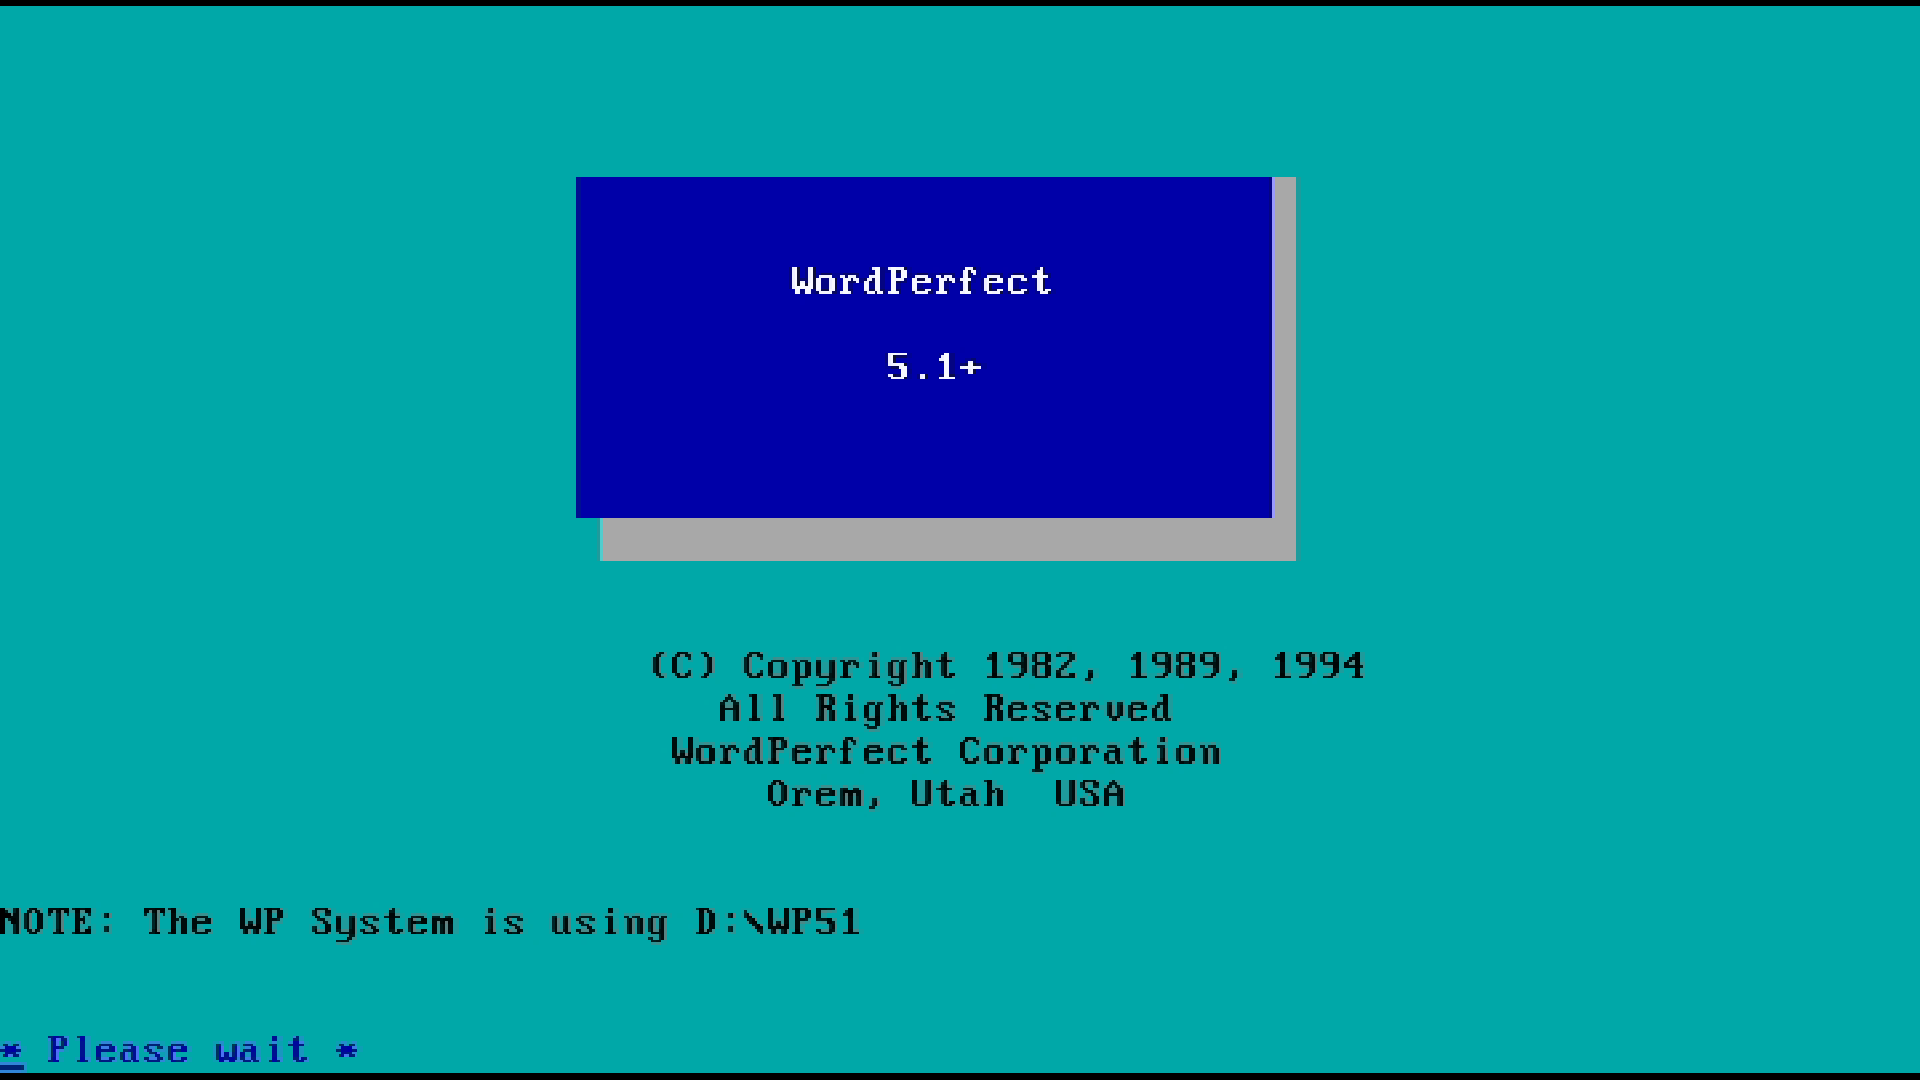 WordPerfect
5.1+
(C) Copyright 1982, 1989, 1994
All Rights Reserved
WordPerfect Corporation
Orem, Utah  USA
NOTE: The WP System is using D:\WP51
* Please wait *